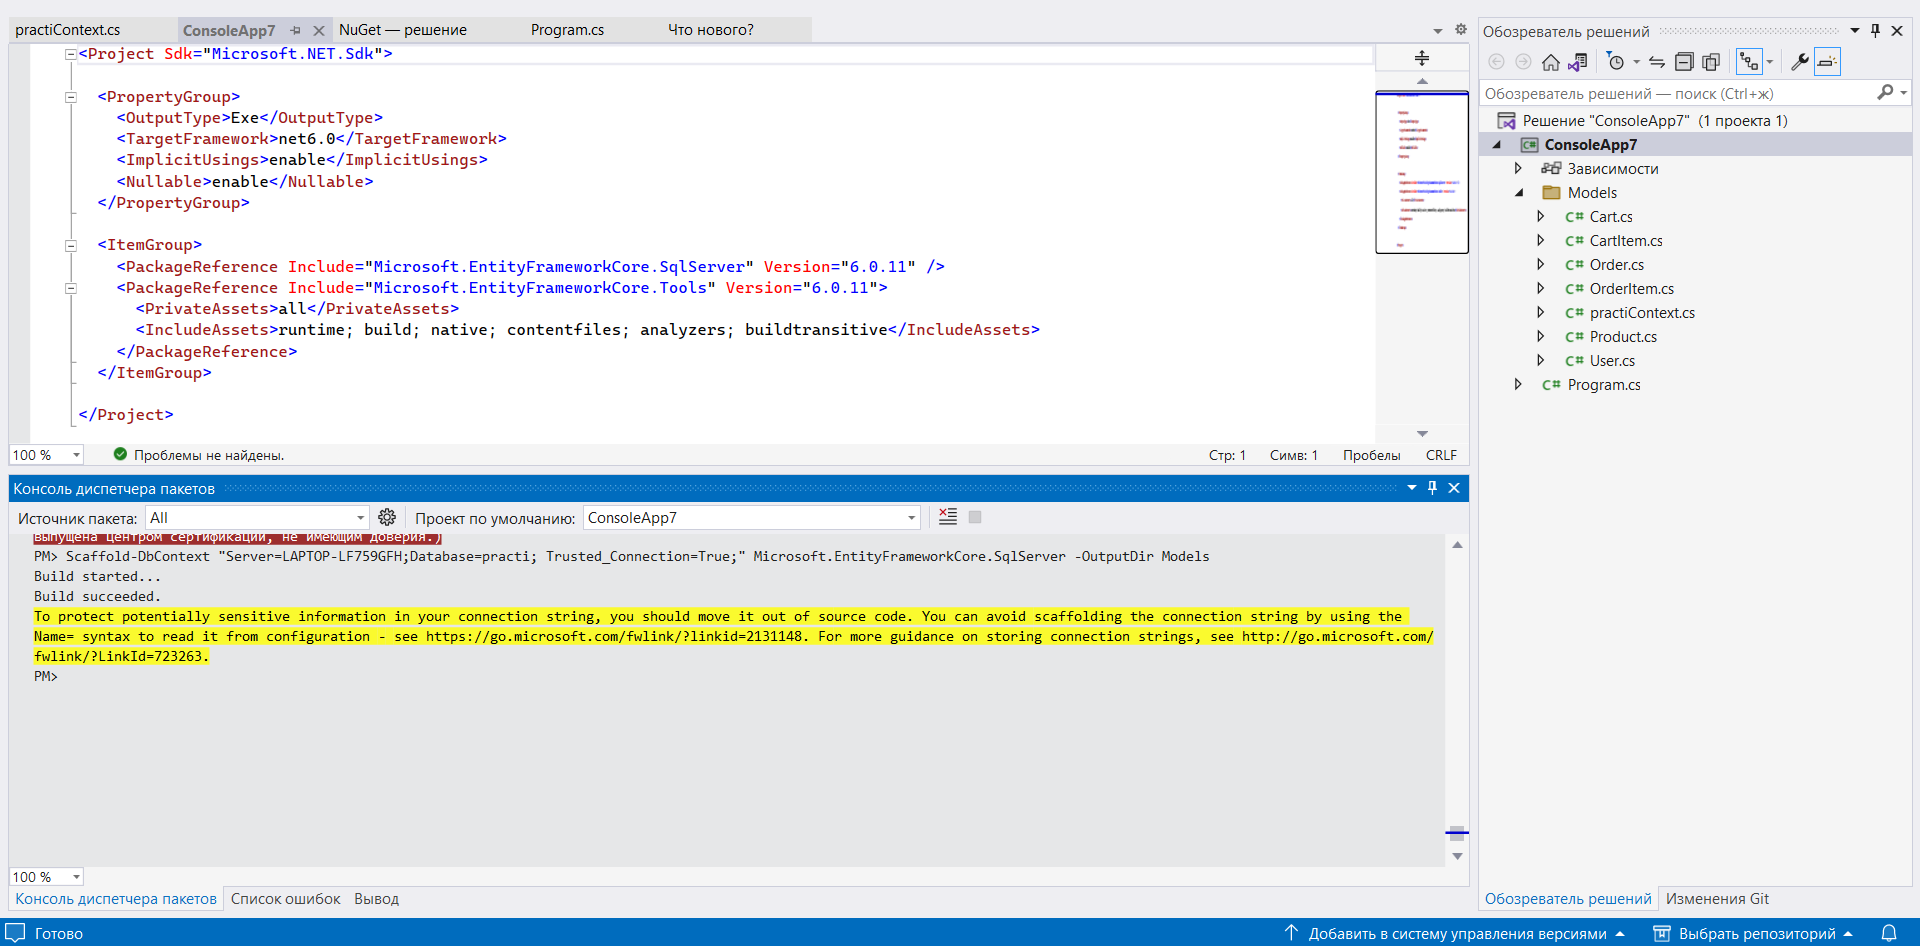 practiContext.cs
ConsoleApp7
NuGet — решение
Program.cs
Что нового?
<Project Sdk="Microsoft.NET.Sdk">
<PropertyGroup>
<OutputType>Exe</OutputType>
<TargetFramework>net6.0</TargetFramework>
<ImplicitUsings>enable</ImplicitUsings>
<Nullable>enable</Nullable>
</PropertyGroup>
<ItemGroup>
<PackageReference Include="Microsoft.EntityFrameworkCore.SqlServer" Version="6.0.11" />
<PackageReference Include="Microsoft.EntityFrameworkCore.Tools" Version="6.0.11">
<PrivateAssets>all</PrivateAssets>
<IncludeAssets>runtime; build; native; contentfiles; analyzers; buildtransitive</IncludeAssets>
</PackageReference>
</ItemGroup>
</Project>
100 %
Проблемы не найдены.
Стр: 1
Симв: 1
Пробелы
CRLF
Консоль диспетчера пакетов
Источник пакета: All
Проект по умолчанию: ConsoleApp7
выпущена центром сертификации, не имеющим доверия.)
PM> Scaffold-DbContext "Server=LAPTOP-LF759GFH;Database=practi; Trusted_Connection=True;" Microsoft.EntityFrameworkCore.SqlServer -OutputDir Models
Build started...
Build succeeded.
To protect potentially sensitive information in your connection string, you should move it out of source code. You can avoid scaffolding the connection string by using the
Name= syntax to read it from configuration - see https://go.microsoft.com/fwlink/?linkid=2131148. For more guidance on storing connection strings, see http://go.microsoft.com/
fwlink/?LinkId=723263.
PM>
100 %
Консоль диспетчера пакетов
Список ошибок
Вывод
Обозреватель решений
Обозреватель решений — поиск (Ctrl+ж)
Решение "ConsoleApp7" (1 проекта 1)
ConsoleApp7
Зависимости
Models
C# Cart.cs
C# CartItem.cs
C# Order.cs
C# OrderItem.cs
C# practiContext.cs
C# Product.cs
C# User.cs
C# Program.cs
Обозреватель решений
Изменения Git
Готово
Добавить в систему управления версиями
Выбрать репозиторий